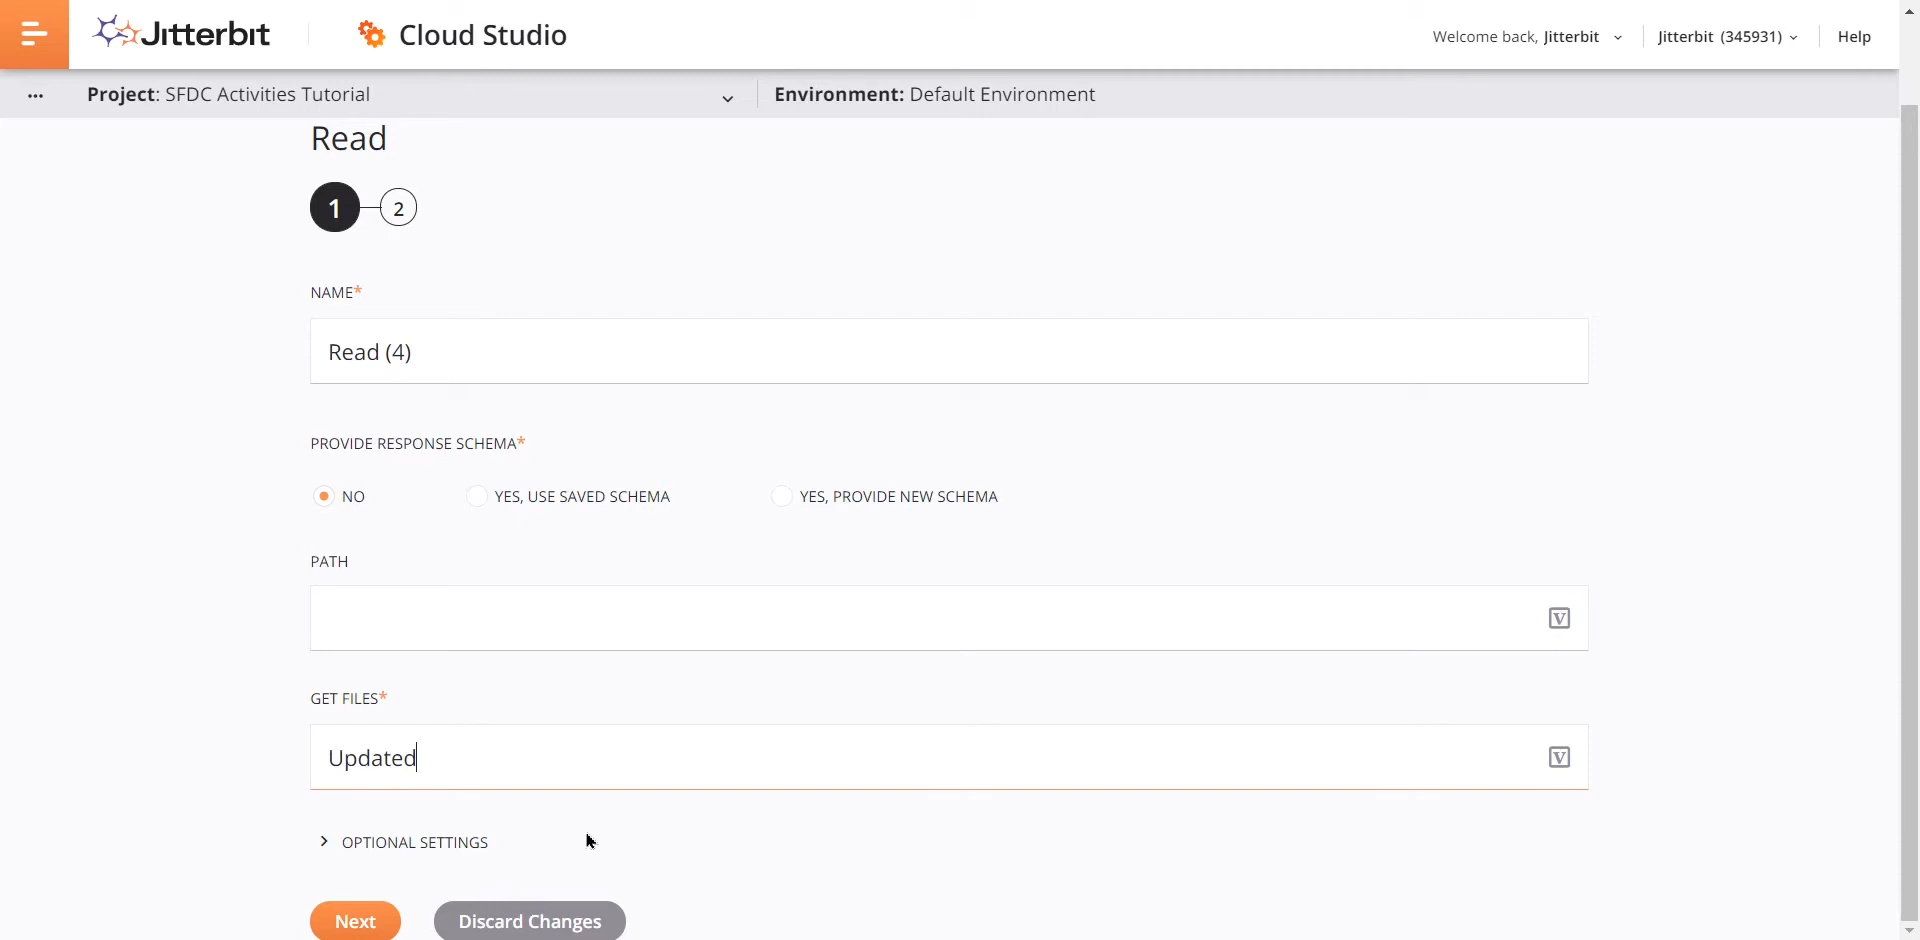 Jitterbit
Cloud Studio
Welcome back, Jitterbit
Jitterbit (345931)
Help
... Project: SFDC Activities Tutorial
Environment: Default Environment
Read
1
2
NAME*
Read (4)
PROVIDE RESPONSE SCHEMA*
NO
YES, USE SAVED SCHEMA
YES, PROVIDE NEW SCHEMA
PATH
V
GET FILES*
Updated
V
OPTIONAL SETTINGS
Next
Discard Changes